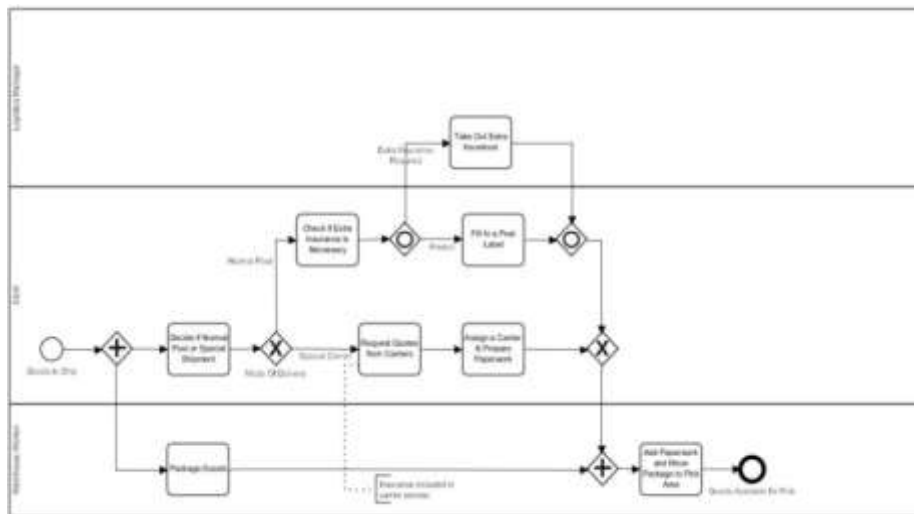 Logistics Manager
Take Out Extra
Insurance
Extra Insurance
Required
Check if Extra
Insurance is
Necessary
Fill In a Post
Label
Always
Normal Post
Clerk
Decide if Normal
Post or Special
Shipment
Request Quotes
from Carriers
Assign a Carrier
& Prepare
Paperwork
Special Carrier
Mode Of Delivery
Goods to Ship
Warehouse Worker
Package Goods
Insurance included in
carrier service
Add Paperwork
and Move
Package to Pick
Area
Goods Available for Pick